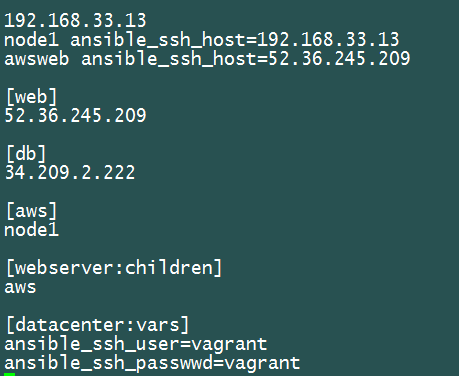 192.168.33.13
node1 ansible_ssh_host=192.168.33.13
awsweb ansible_ssh_host=52.36.245.209
[web]
52.36.245.209
[db]
34.209.2.222
[aws]
node1
[webserver:children]
aws
[datacenter:vars]
ansible_ssh_user=vagrant
ansible_ssh_passwwd=vagrant